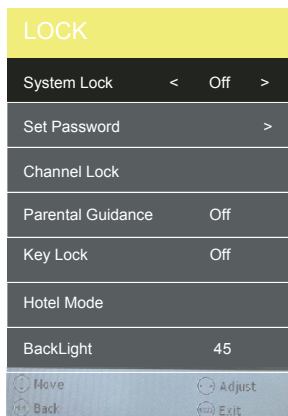 LOCK
System Lock < Off >
Set Password >
Channel Lock
Parental Guidance Off
Key Lock Off
Hotel Mode
BackLight 45
Move Adjust
Back Exit